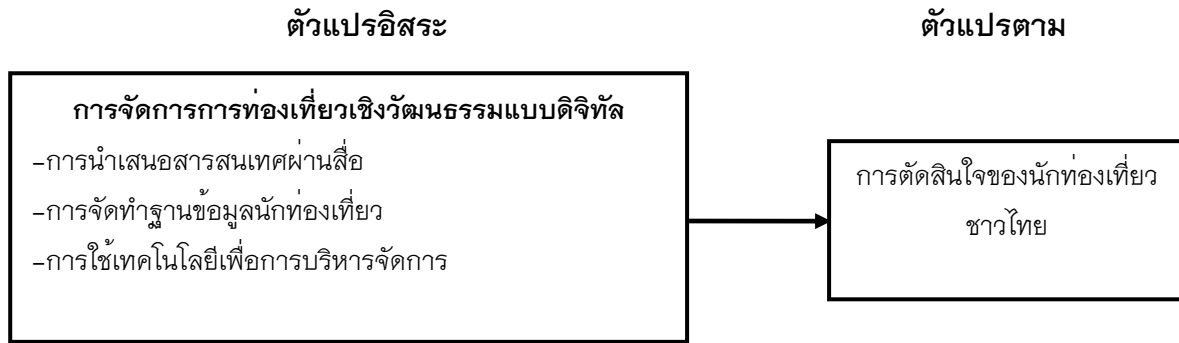 ตัวแปรอิสระ
ตัวแปรตาม
การจัดการการท่องเที่ยวเชิงวัฒนธรรมแบบดิจิทัล
-การนำเสนอสารสนเทศผ่านสื่อ
-การจัดทำฐานข้อมูลนักท่องเที่ยว
-การใช้เทคโนโลยีเพื่อการบริหารจัดการ
การตัดสินใจของนักท่องเที่ยว
ชาวไทย